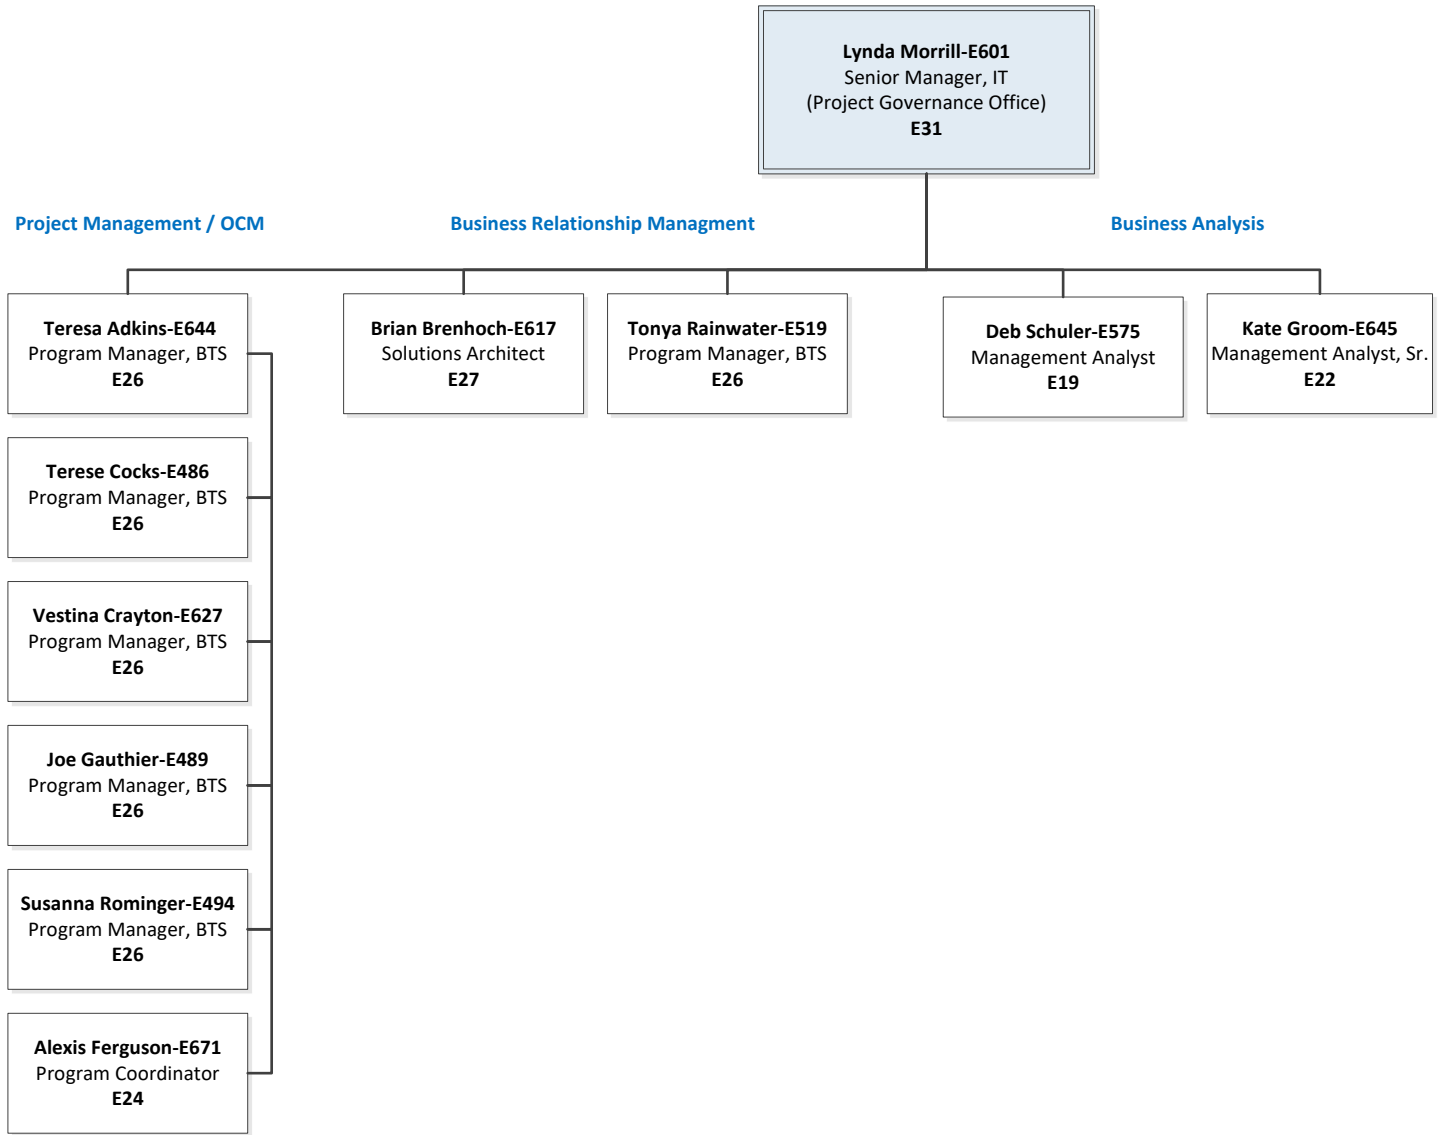 Lynda Morrill-E601
Senior Manager, IT
(Project Governance Office)
E31
Project Management / OCM
Business Relationship Managment
Business Analysis
Teresa Adkins-E644
Program Manager, BTS
E26
Brian Brenhoch-E617
Solutions Architect
E27
Tonya Rainwater-E519
Program Manager, BTS
E26
Deb Schuler-E575
Management Analyst
E19
Kate Groom-E645
Management Analyst, Sr.
E22
Terese Cocks-E486
Program Manager, BTS
E26
Vestina Crayton-E627
Program Manager, BTS
E26
Joe Gauthier-E489
Program Manager, BTS
E26
Susanna Rominger-E494
Program Manager, BTS
E26
Alexis Ferguson-E671
Program Coordinator
E24